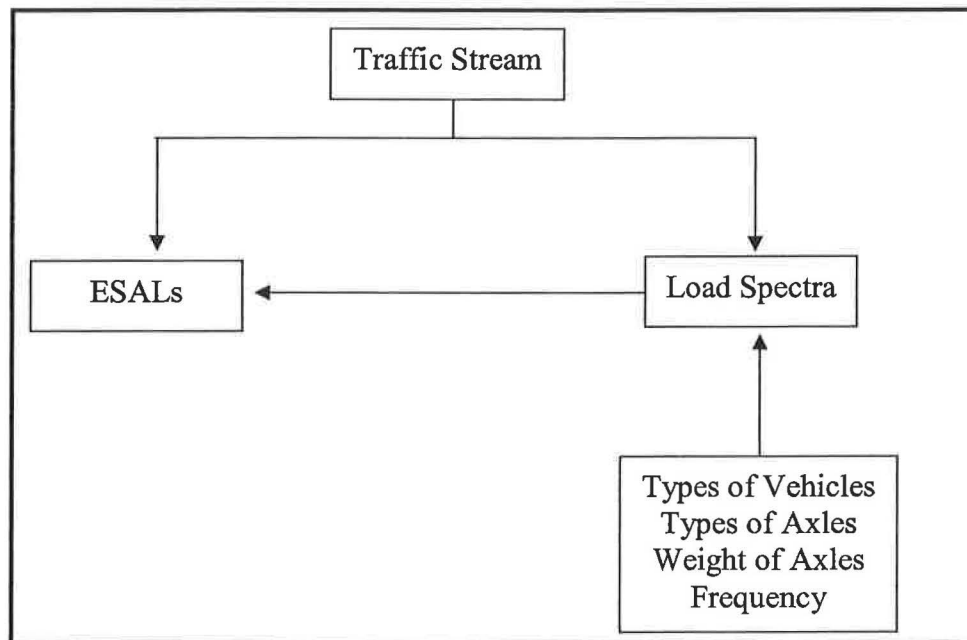 Traffic Stream
ESALs
Load Spectra
Types of Vehicles
Types of Axles
Weight of Axles
Frequency